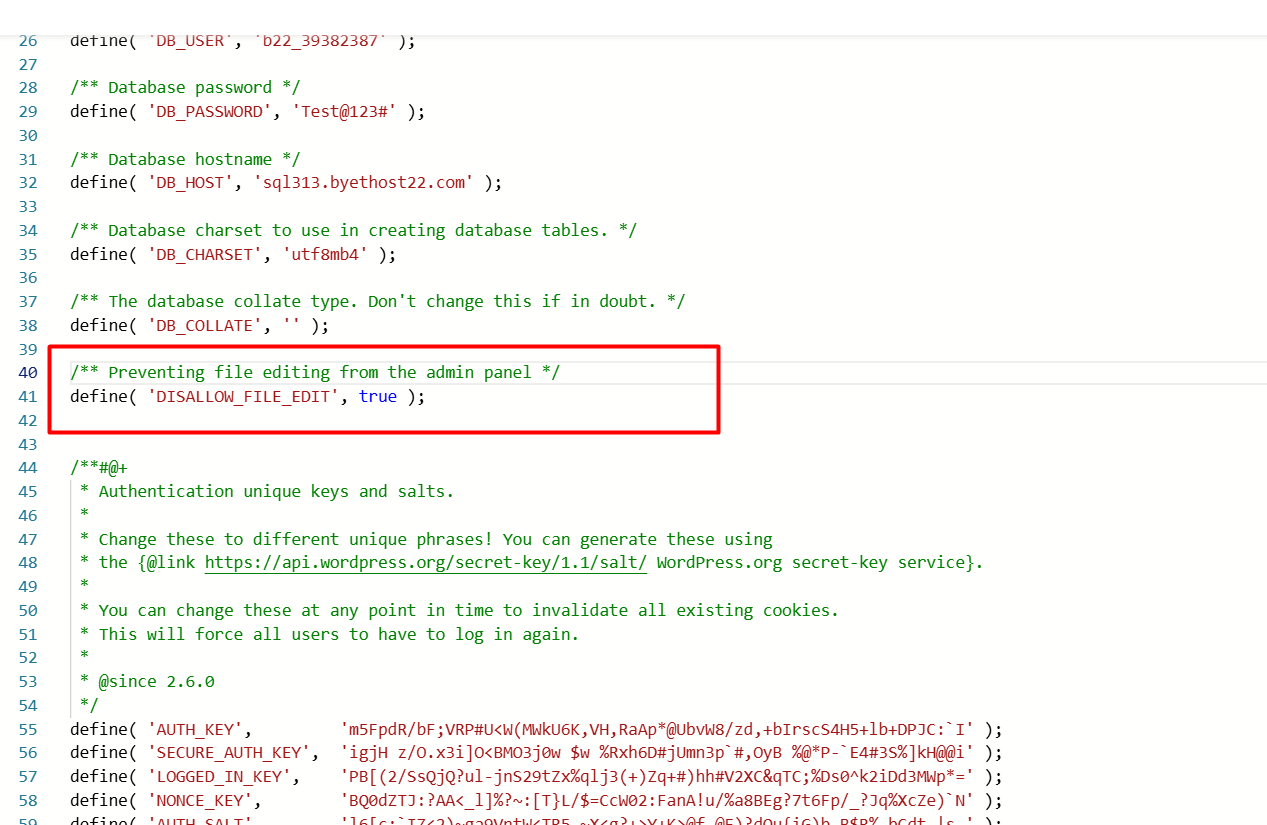 26 define( 'DB_USER', 'b22_39382387' );
27
28 /** Database password */
29 define( 'DB_PASSWORD', 'Test@123#' );
30
31 /** Database hostname */
32 define( 'DB_HOST', 'sql313.byethost22.com' );
33
34 /** Database charset to use in creating database tables. */
35 define( 'DB_CHARSET', 'utf8mb4' );
36
37 /** The database collate type. Don't change this if in doubt. */
38 define( 'DB_COLLATE', '' );
39
40 /** Preventing file editing from the admin panel */
41 define( 'DISALLOW_FILE_EDIT', true );
42
43
44 /**#@+
45 * Authentication unique keys and salts.
46 *
47 * Change these to different unique phrases! You can generate these using
48 * the {@link https://api.wordpress.org/secret-key/1.1/salt/ WordPress.org secret-key service}.
49 *
50 * You can change these at any point in time to invalidate all existing cookies.
51 * This will force all users to have to log in again.
52 *
53 * @since 2.6.0
54 */
55 define( 'AUTH_KEY', 'm5FpdR/bF;VRP#U<W(MWkU6K,VH,RaAp*@UbvW8/zd,+bIrscS4H5+lb+DPJC:`I' );
56 define( 'SECURE_AUTH_KEY', 'igjH z/O.x3i]O<BMO3j0w $w %Rxh6D#jUmn3p`#,OyB %@*P-`E4#3S%]kH@@i' );
57 define( 'LOGGED_IN_KEY', 'PB[(2/SsQjQ?ul-jnS29tZx%qlj3(+)Zq+#)hh#V2XC&qTC;%Ds0^k2iDd3MWp*=' );
58 define( 'NONCE_KEY', 'BQ0dZTJ:?AA<_l]%?~:[T}L/$=CcW02:FanA!u/%a8BEg?7t6Fp/_?Jq%XcZe)`N' );
59 define( 'AUTH_SALT',